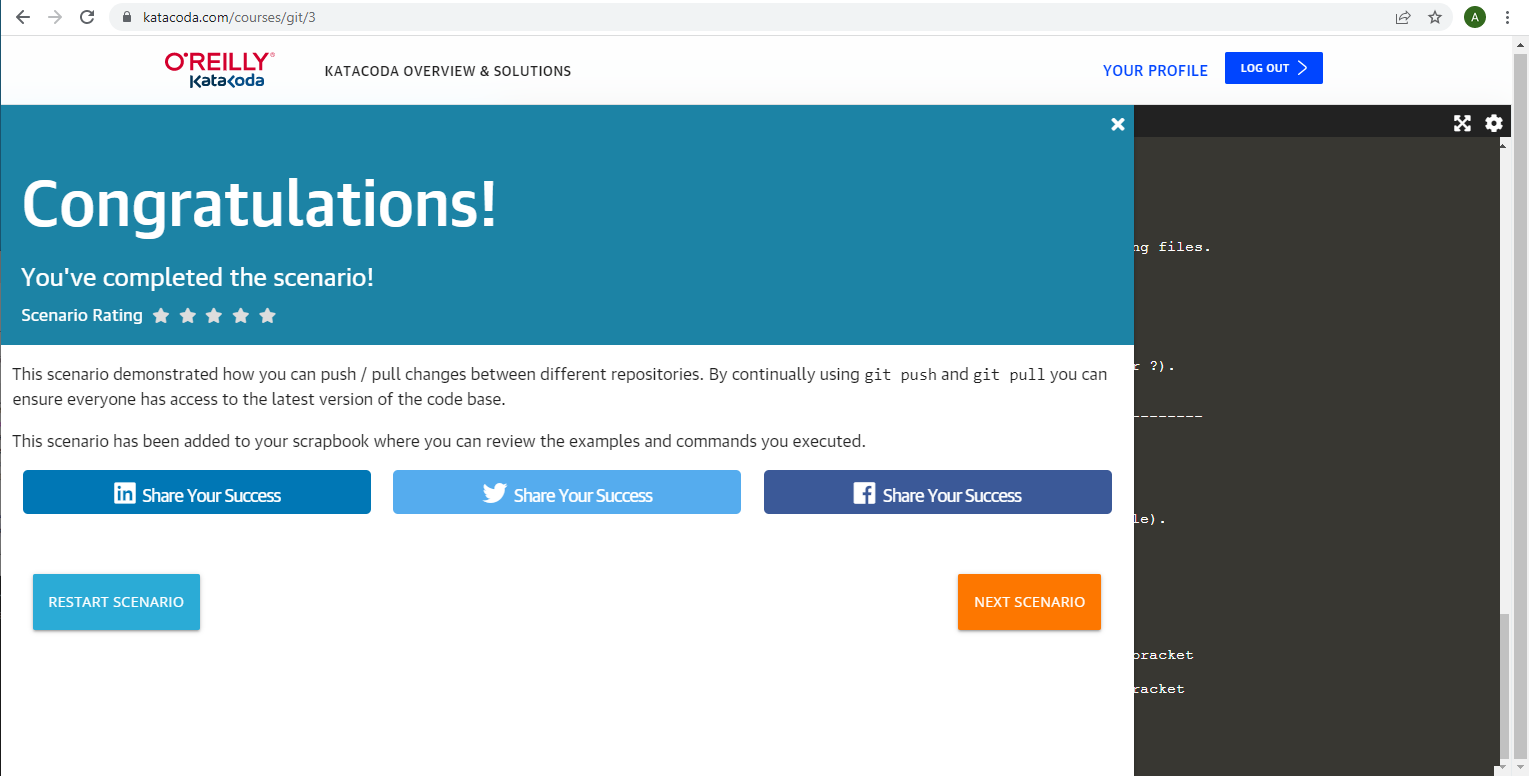 katacoda.com/courses/git/3
A
O'REILLY®
KataKoda
KATACODA OVERVIEW & SOLUTIONS
YOUR PROFILE
LOG OUT
Congratulations!
ng files.
You've completed the scenario!
Scenario Rating
r ?).
This scenario demonstrated how you can push / pull changes between different repositories. By continually using git push and git pull you can
ensure everyone has access to the latest version of the code base.
--------
This scenario has been added to your scrapbook where you can review the examples and commands you executed.
in Share Your Success
Share Your Success
f Share Your Success
le).
RESTART SCENARIO
NEXT SCENARIO
bracket
racket